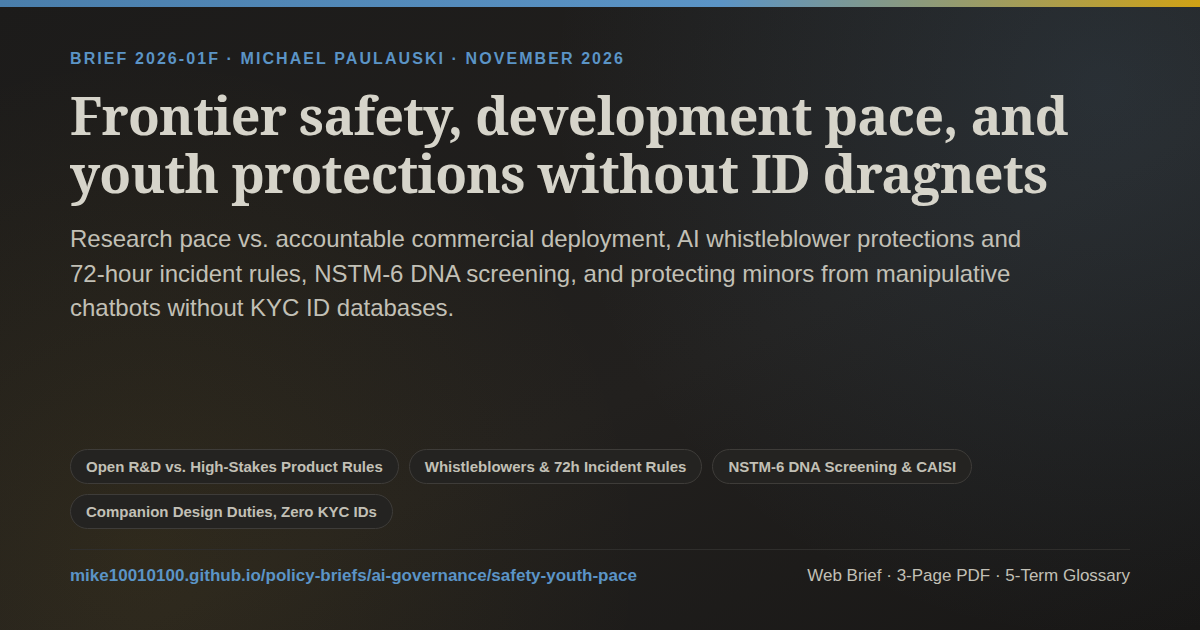 BRIEF 2026-01F · MICHAEL PAULAUSKI · NOVEMBER 2026
Frontier safety, development pace, and
youth protections without ID dragnets
Research pace vs. accountable commercial deployment, AI whistleblower protections and
72-hour incident rules, NSTM-6 DNA screening, and protecting minors from manipulative
chatbots without KYC ID databases.
Open R&D vs. High-Stakes Product Rules
Whistleblowers & 72h Incident Rules
NSTM-6 DNA Screening & CAISI
Companion Design Duties, Zero KYC IDs
mike10010100.github.io/policy-briefs/ai-governance/safety-youth-pace
Web Brief · 3-Page PDF · 5-Term Glossary